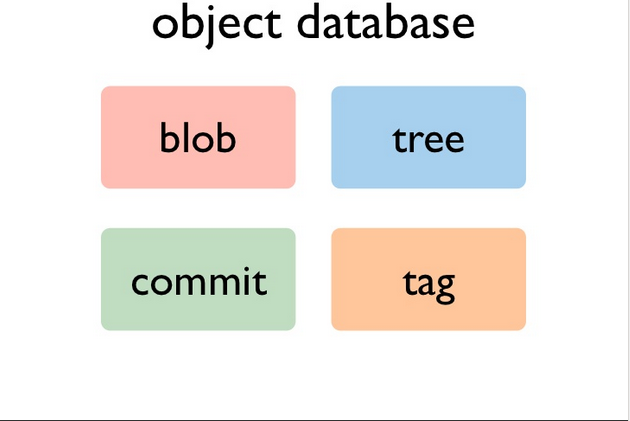 object database
blob
tree
commit
tag